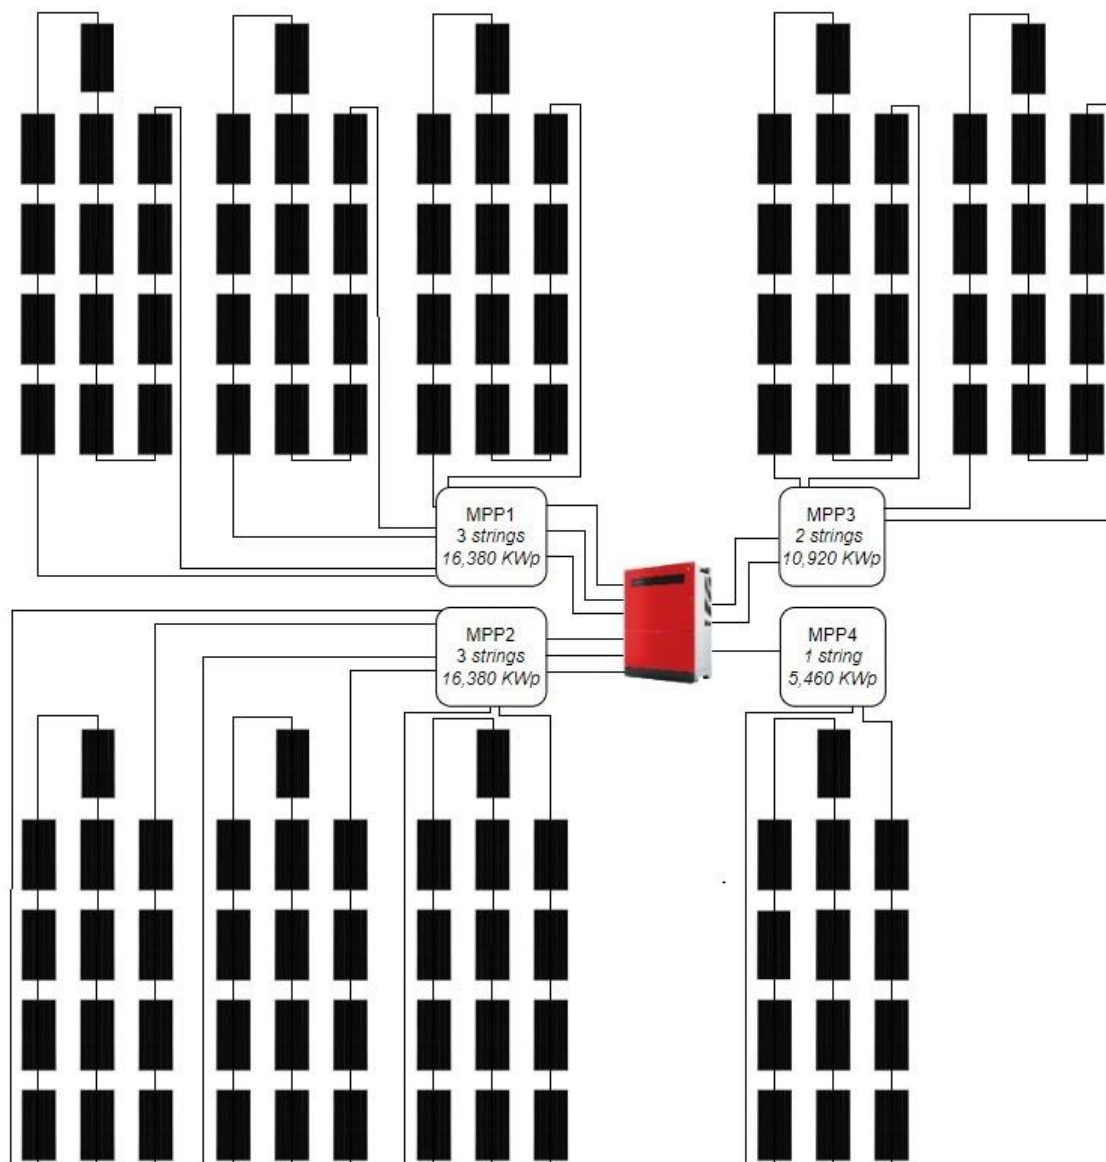 MPP1
3 strings
16,380 KWp
MPP3
2 strings
10,920 KWp
MPP2
3 strings
16,380 KWp
MPP4
1 string
5,460 KWp